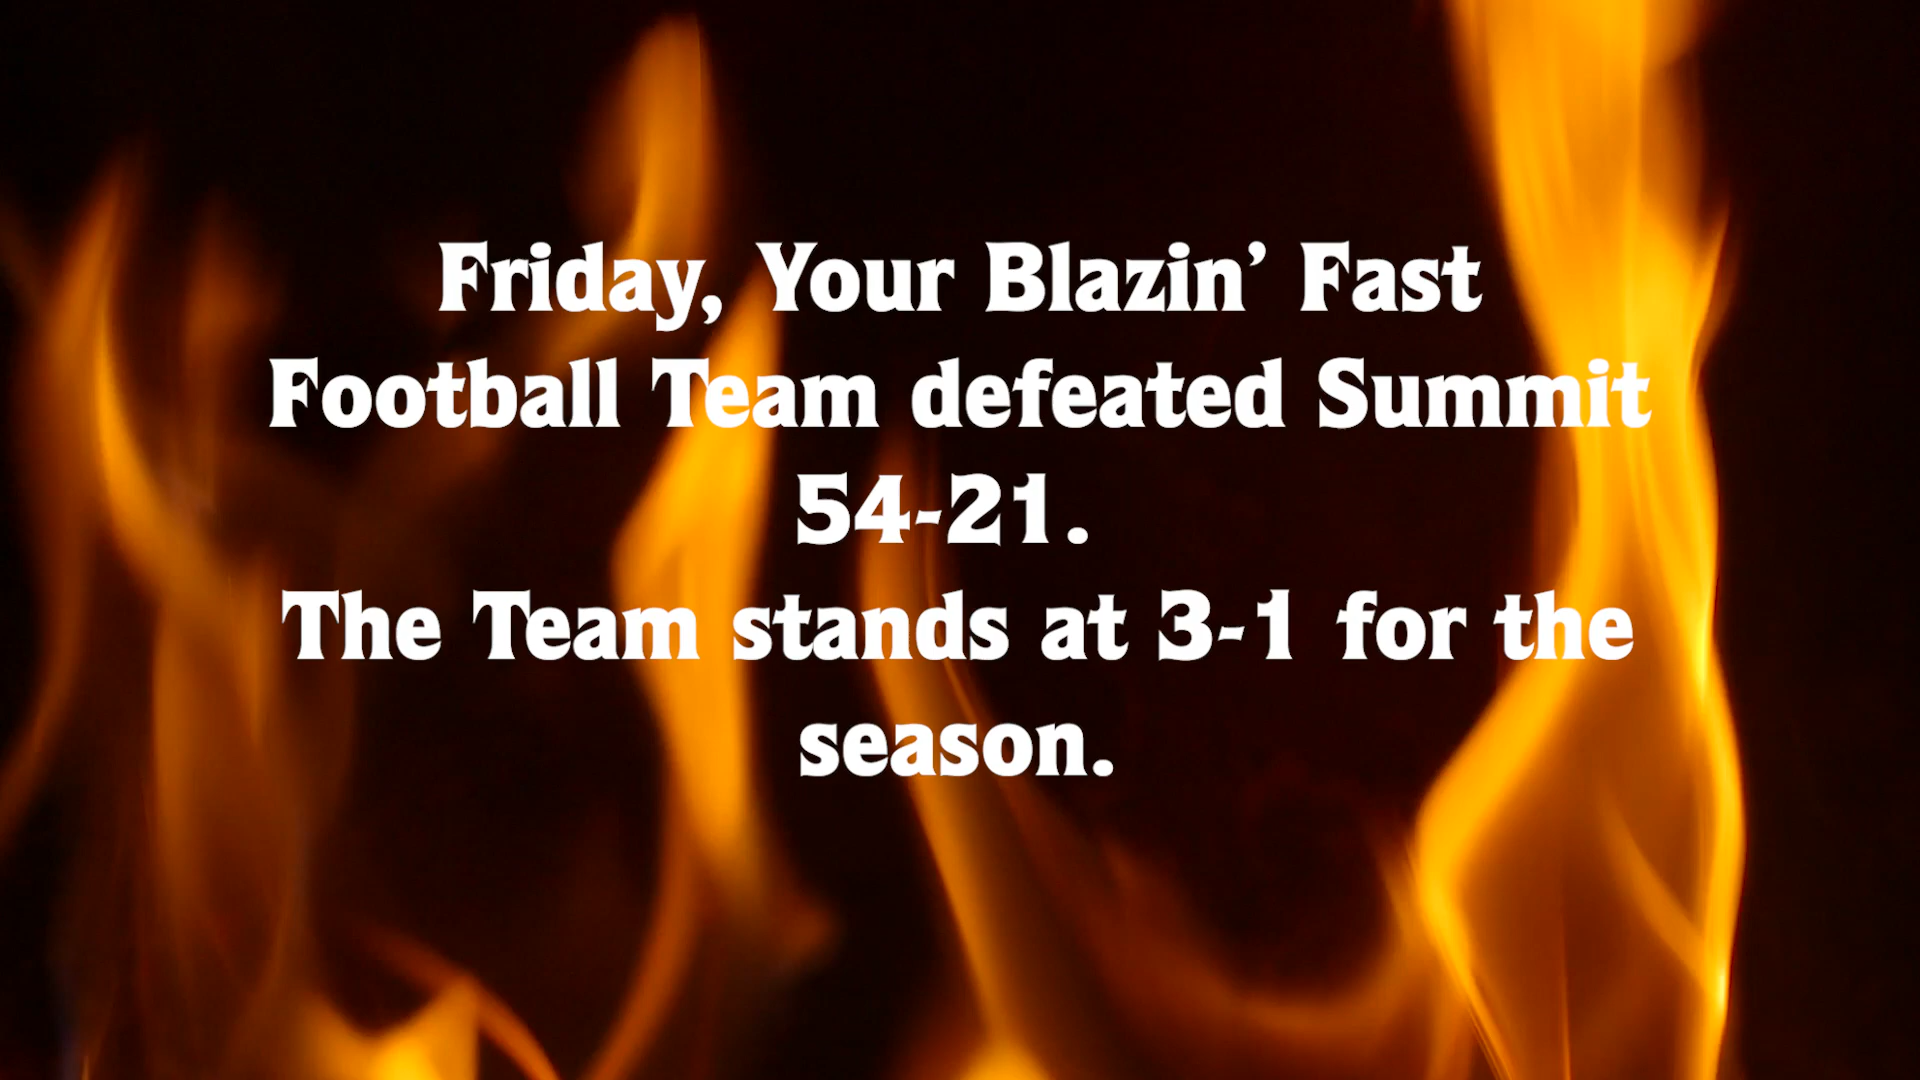 Friday, Your Blazin’ Fast
Football Team defeated Summit
54-21.
The Team stands at 3-1 for the
season.